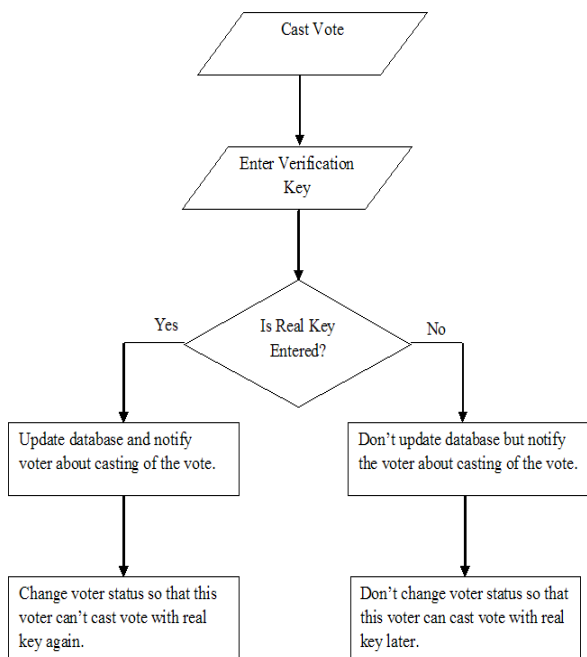 Cast Vote
Enter Verification
Key
Is Real Key
Entered?
Yes
No
Update database and notify
voter about casting of the vote.
Don't update database but notify
the voter about casting of the vote.
Change voter status so that this
voter can't cast vote with real
key again.
Don't change voter status so that
this voter can cast vote with real
key later.